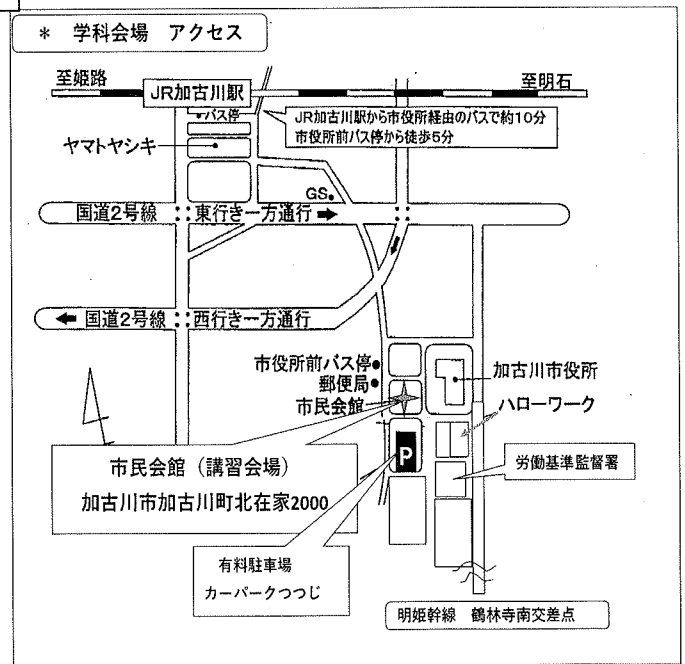 * 学科会場 アクセス
至姫路
至明石
JR加古川駅
バス停
JR加古川駅から市役所経由のバスで約10分
市役所前バス停から徒歩5分
ヤマトヤシキ
GS
国道2号線
東行き一方通行
国道2号線
西行き一方通行
市役所前バス停
郵便局
市民会館
加古川市役所
ハローワーク
P
労働基準監督署
市民会館(講習会場)
加古川市加古川町北在家2000
有料駐車場
カーパークつつじ
明姫幹線 鶴林寺南交差点